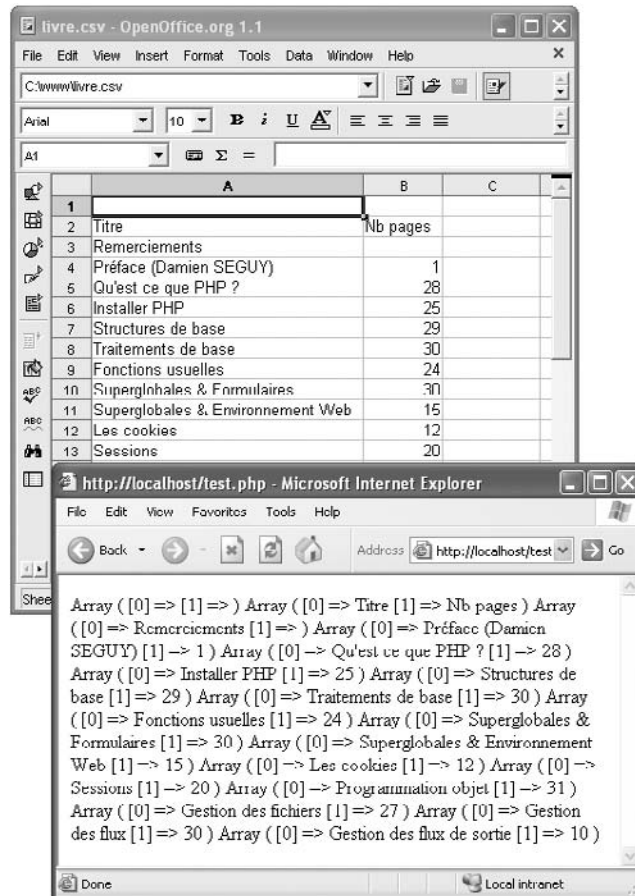 livre.csv - OpenOffice.org 1.1
File Edit View Insert Format Tools Data Window Help
C:\www\livre.csv
Arial 10 B i U A
A1 Σ =
A B C
1
2 Titre Nb pages
3 Remerciements
4 Préface (Damien SEGUY) 1
5 Qu'est ce que PHP ? 28
6 Installer PHP 25
7 Structures de base 29
8 Traitements de base 30
9 Fonctions usuelles 24
10 Superglobales & Formulaires 30
11 Superglobales & Environnement Web 15
12 Les cookies 12
13 Sessions 20
ABC
ABC
Shee
http://localhost/test.php - Microsoft Internet Explorer
File Edit View Favorites Tools Help
Back Address http://localhost/test Go
Array ( [0] => [1] => ) Array ( [0] => Titre [1] => Nb pages ) Array
( [0] => Remerciements [1] => ) Array ( [0] => Préface (Damien
SEGUY) [1] => 1 ) Array ( [0] => Qu'est ce que PHP ? [1] => 28 )
Array ( [0] => Installer PHP [1] => 25 ) Array ( [0] => Structures de
base [1] => 29 ) Array ( [0] => Traitements de base [1] => 30 ) Array
( [0] => Fonctions usuelles [1] => 24 ) Array ( [0] => Superglobales &
Formulaires [1] => 30 ) Array ( [0] => Superglobales & Environnement
Web [1] => 15 ) Array ( [0] => Les cookies [1] => 12 ) Array ( [0] =>
Sessions [1] => 20 ) Array ( [0] => Programmation objet [1] => 31 )
Array ( [0] => Gestion des fichiers [1] => 27 ) Array ( [0] => Gestion
des flux [1] => 30 ) Array ( [0] => Gestion des flux de sortie [1] => 10 )
Done Local intranet